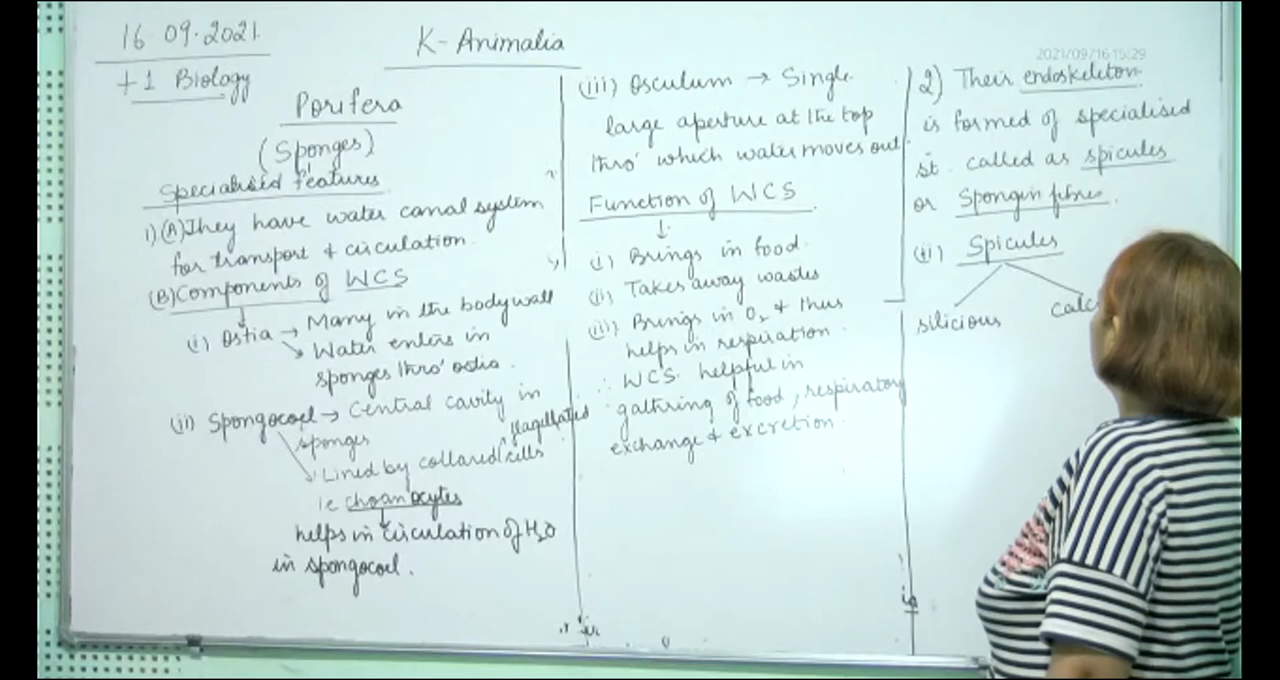 16 09.2021.
+1 Biology
K- Animalia
Porifera
(Sponges)
Specialised features
1) (A) They have water canal system
for transport & circulation.
(B) Components of WCS
(i) Ostia → Many in the body wall
↘ Water enters in
sponges thro' ostia.
(ii) Spongocoel → Central cavity in
sponges
flagellated
Lined by collared cells
ie choanocytes
helps in circulation of H2O
in spongocoel.
(iii) Osculum → Single
large aperture at the top
thro' which water moves out
Function of WCS
↓
(i) Brings in food.
(ii) Takes away wastes
(iii) Brings in O2 & thus
helps in respiration.
∴ WCS helpful in
gathring of food, respiratory
exchange & excretion.
2021/09/16 15:29
2) Their endoskeleton
is formed of specialised
st. called as spicules
or Spongin fibres.
Spicules
silicious calc